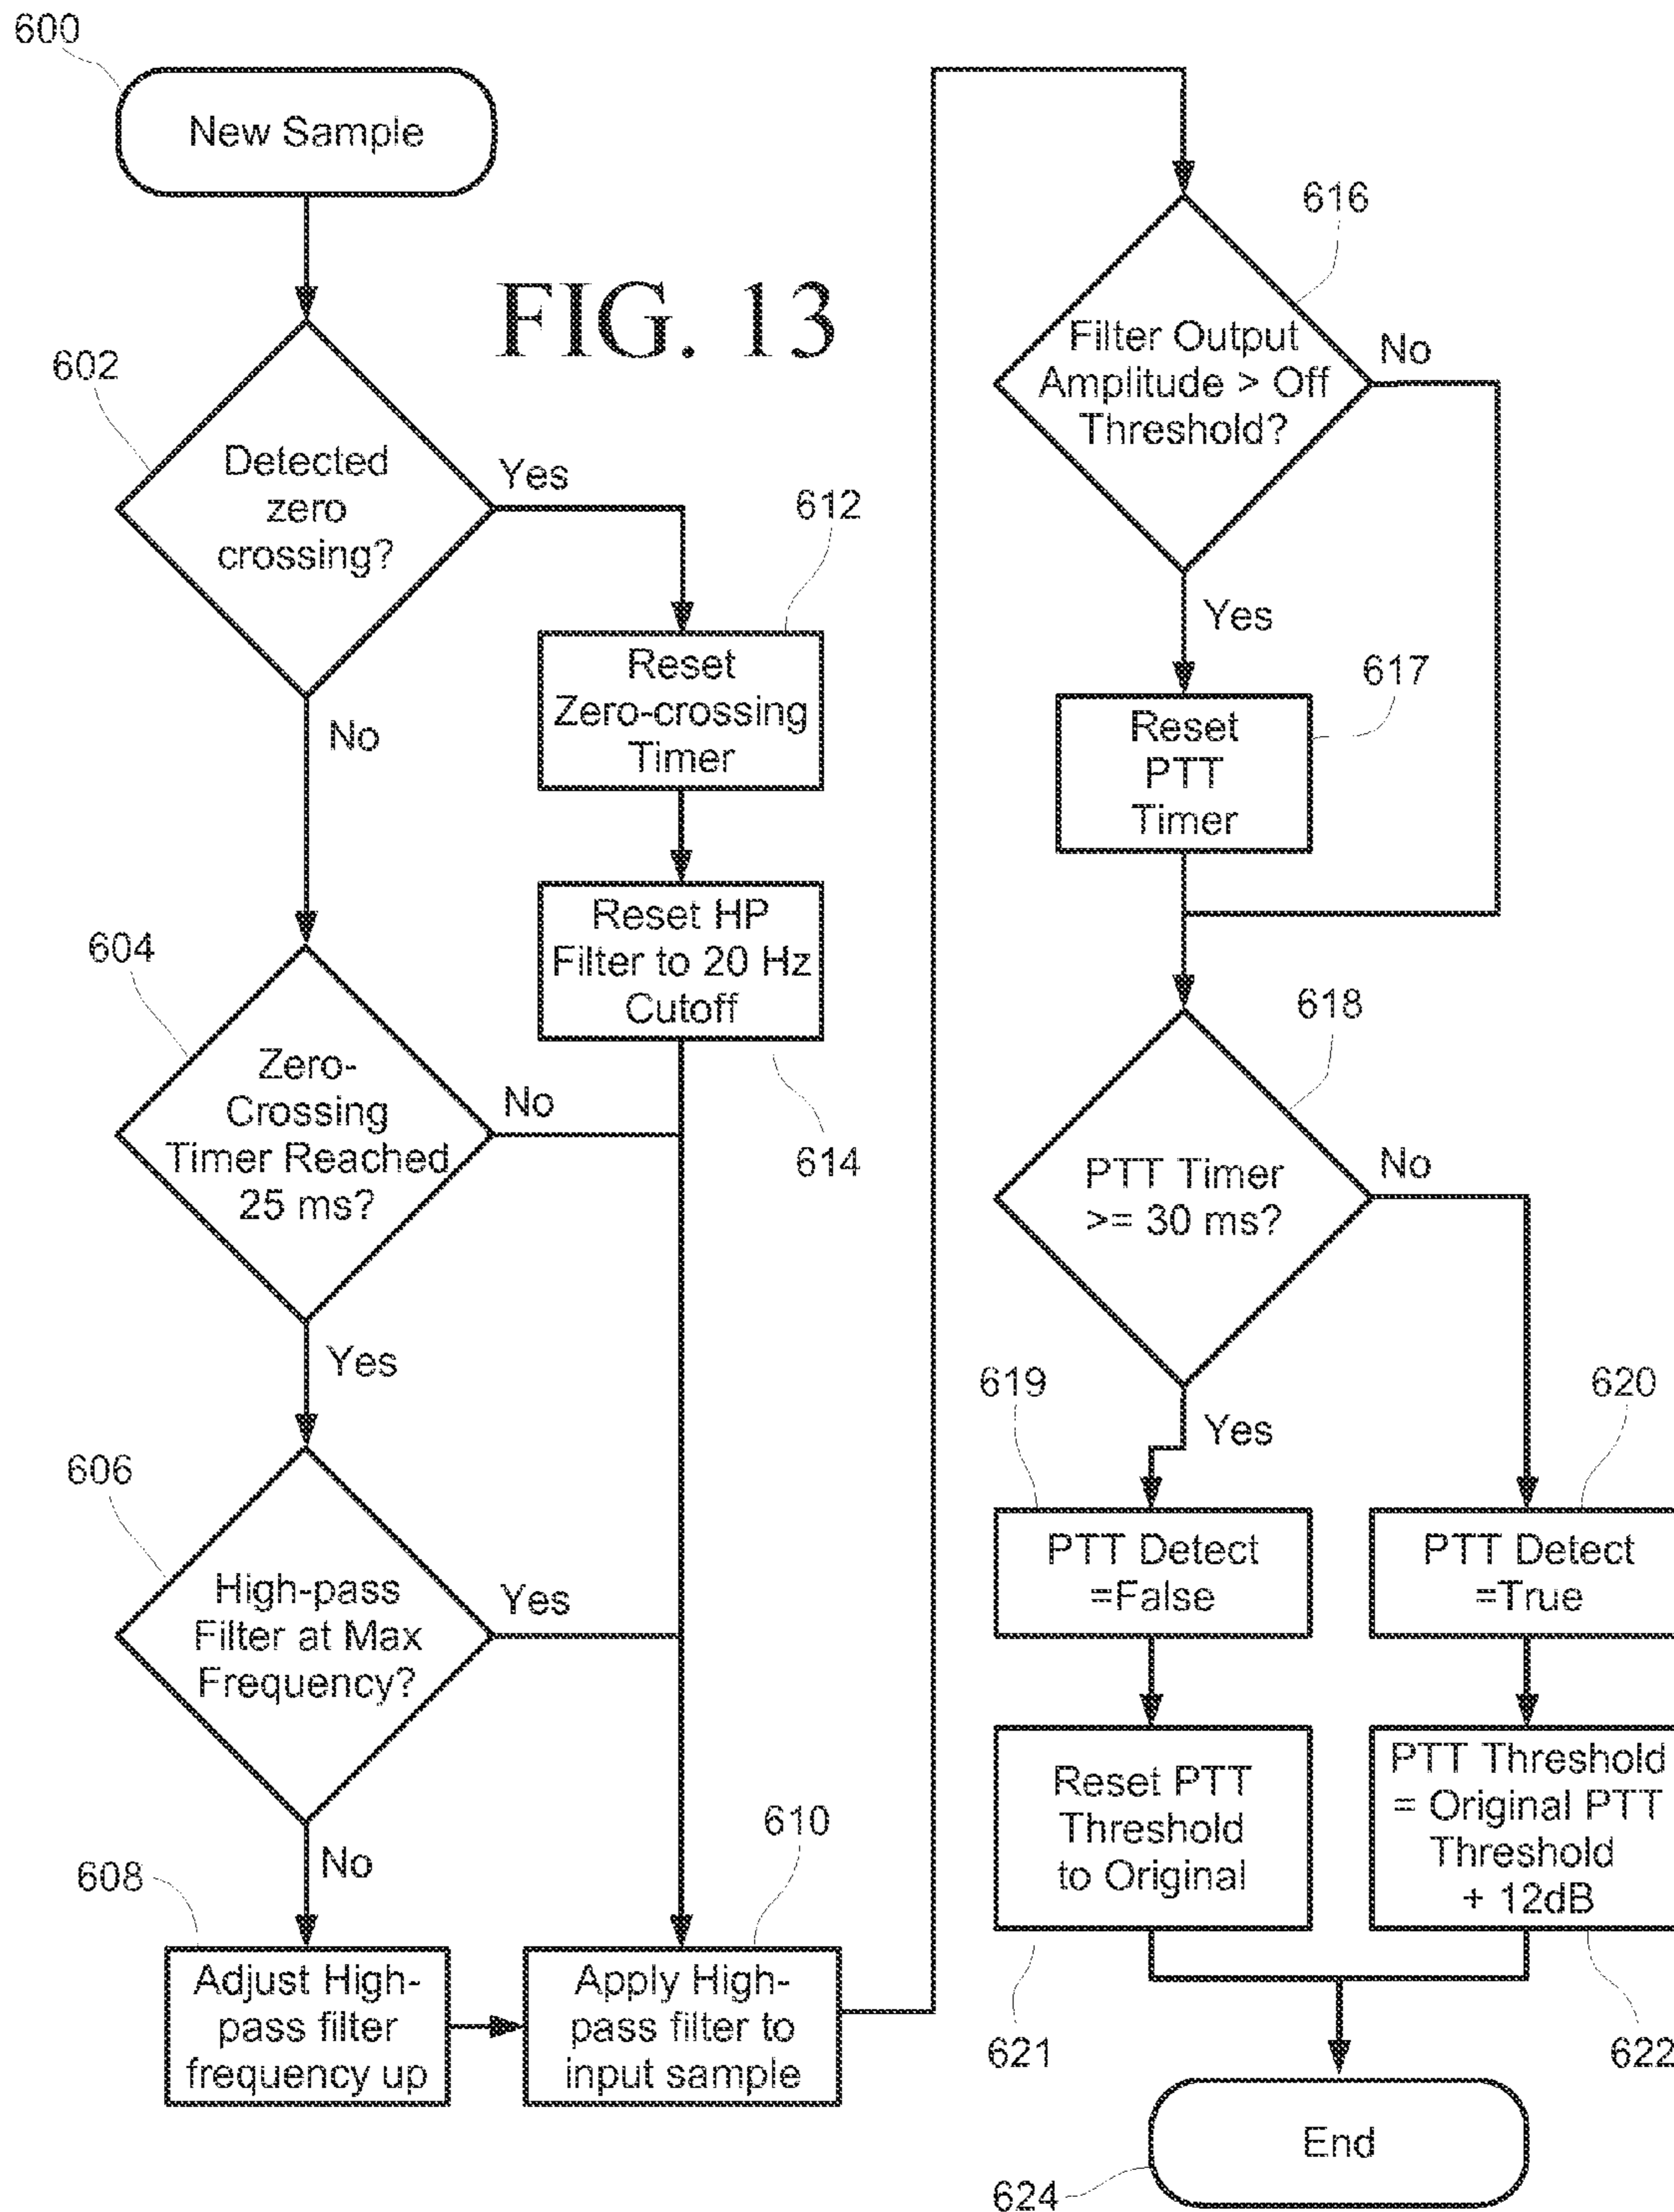 600
New Sample
FIG. 13
602
Detected
zero
crossing?
Yes
No
612
Reset
Zero-crossing
Timer
Reset HP
Filter to 20 Hz
Cutoff
614
604
Zero-
Crossing
Timer Reached
25 ms?
No
Yes
606
High-pass
Filter at Max
Frequency?
Yes
No
608
Adjust High-
pass filter
frequency up
610
Apply High-
pass filter to
input sample
616
Filter Output
Amplitude > Off
Threshold?
No
Yes
617
Reset
PTT
Timer
618
PTT Timer
>= 30 ms?
No
Yes
619
PTT Detect
=False
620
PTT Detect
=True
Reset PTT
Threshold
to Original
621
PTT Threshold
= Original PTT
Threshold
+ 12dB
622
End
624